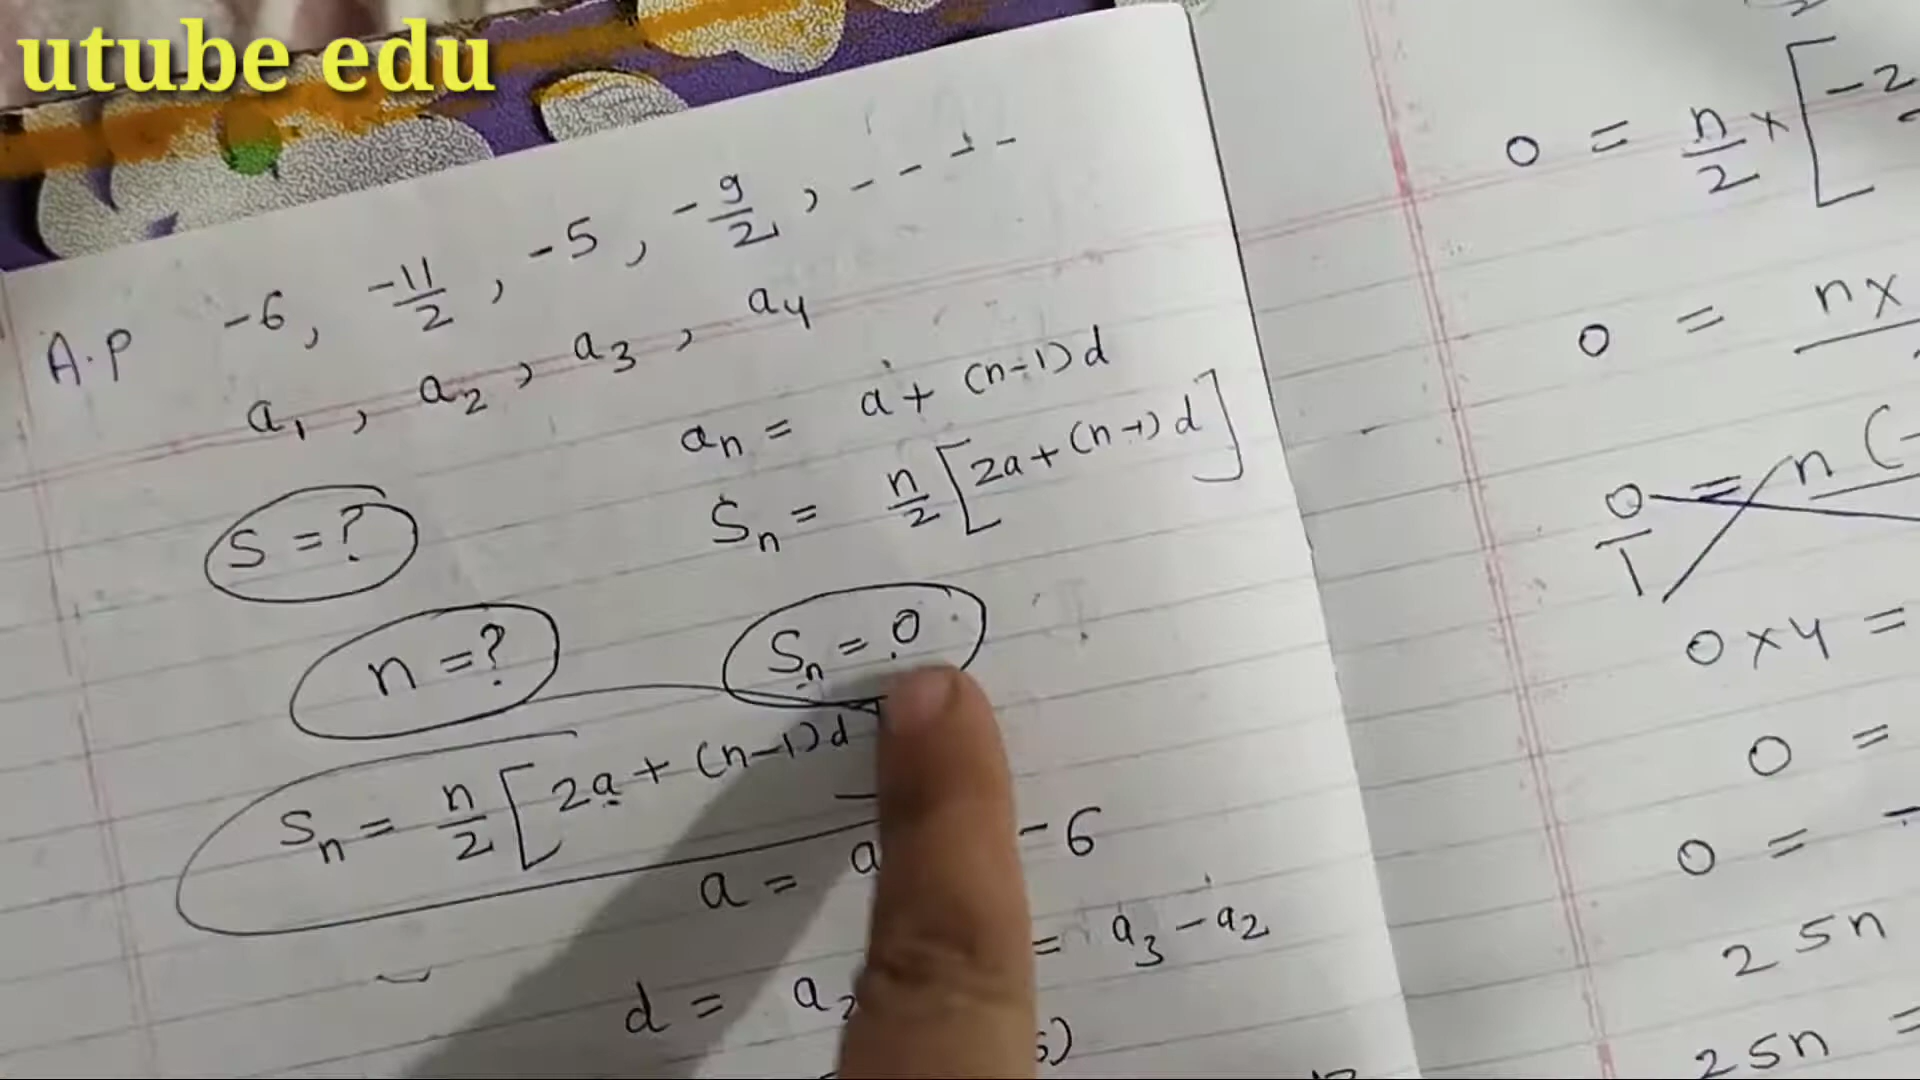 utube edu
A.P -6, -11/2, -5, -9/2, -----
a1, a2, a3, a4
an = a + (n-1)d
Sn = n/2 [2a + (n-1)d]
S = ?
n = ? Sn = 0
Sn = n/2 [2a + (n-1)d
a = a -6
d = a2 = a3 - a2
0 = n/2 × [-2
0 = n×
0/1 = n(-
0×4 =
0 =
0 = -
25n
25n =